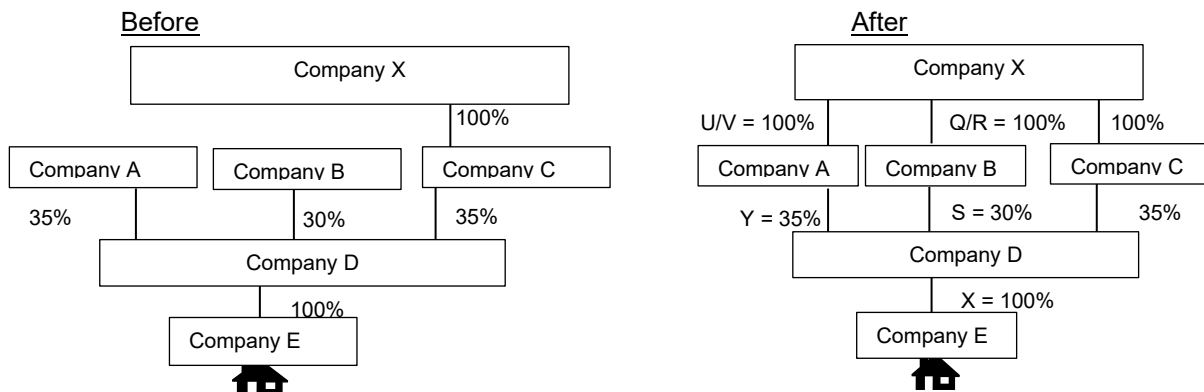 Before
Company X
100%
Company A
Company B
Company C
35%
30%
35%
Company D
100%
Company E
After
Company X
U/V = 100%
Q/R = 100%
100%
Company A
Company B
Company C
Y = 35%
S = 30%
35%
Company D
X = 100%
Company E